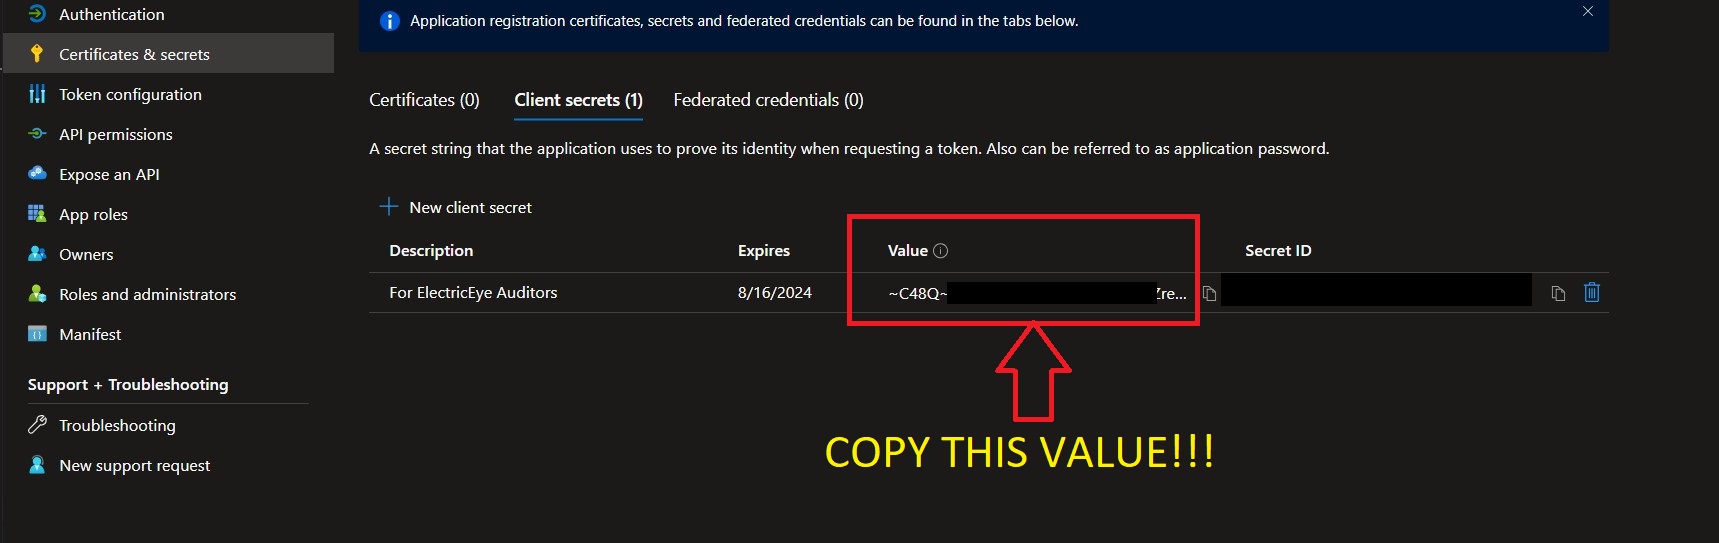 Authentication
Certificates & secrets
Token configuration
API permissions
Expose an API
App roles
Owners
Roles and administrators
Manifest
Support + Troubleshooting
Troubleshooting
New support request
Application registration certificates, secrets and federated credentials can be found in the tabs below.
Certificates (0) Client secrets (1) Federated credentials (0)
A secret string that the application uses to prove its identity when requesting a token. Also can be referred to as application password.
New client secret
Description Expires Value Secret ID
For ElectricEye Auditors 8/16/2024 ~C48Q~ Zre...
COPY THIS VALUE!!!